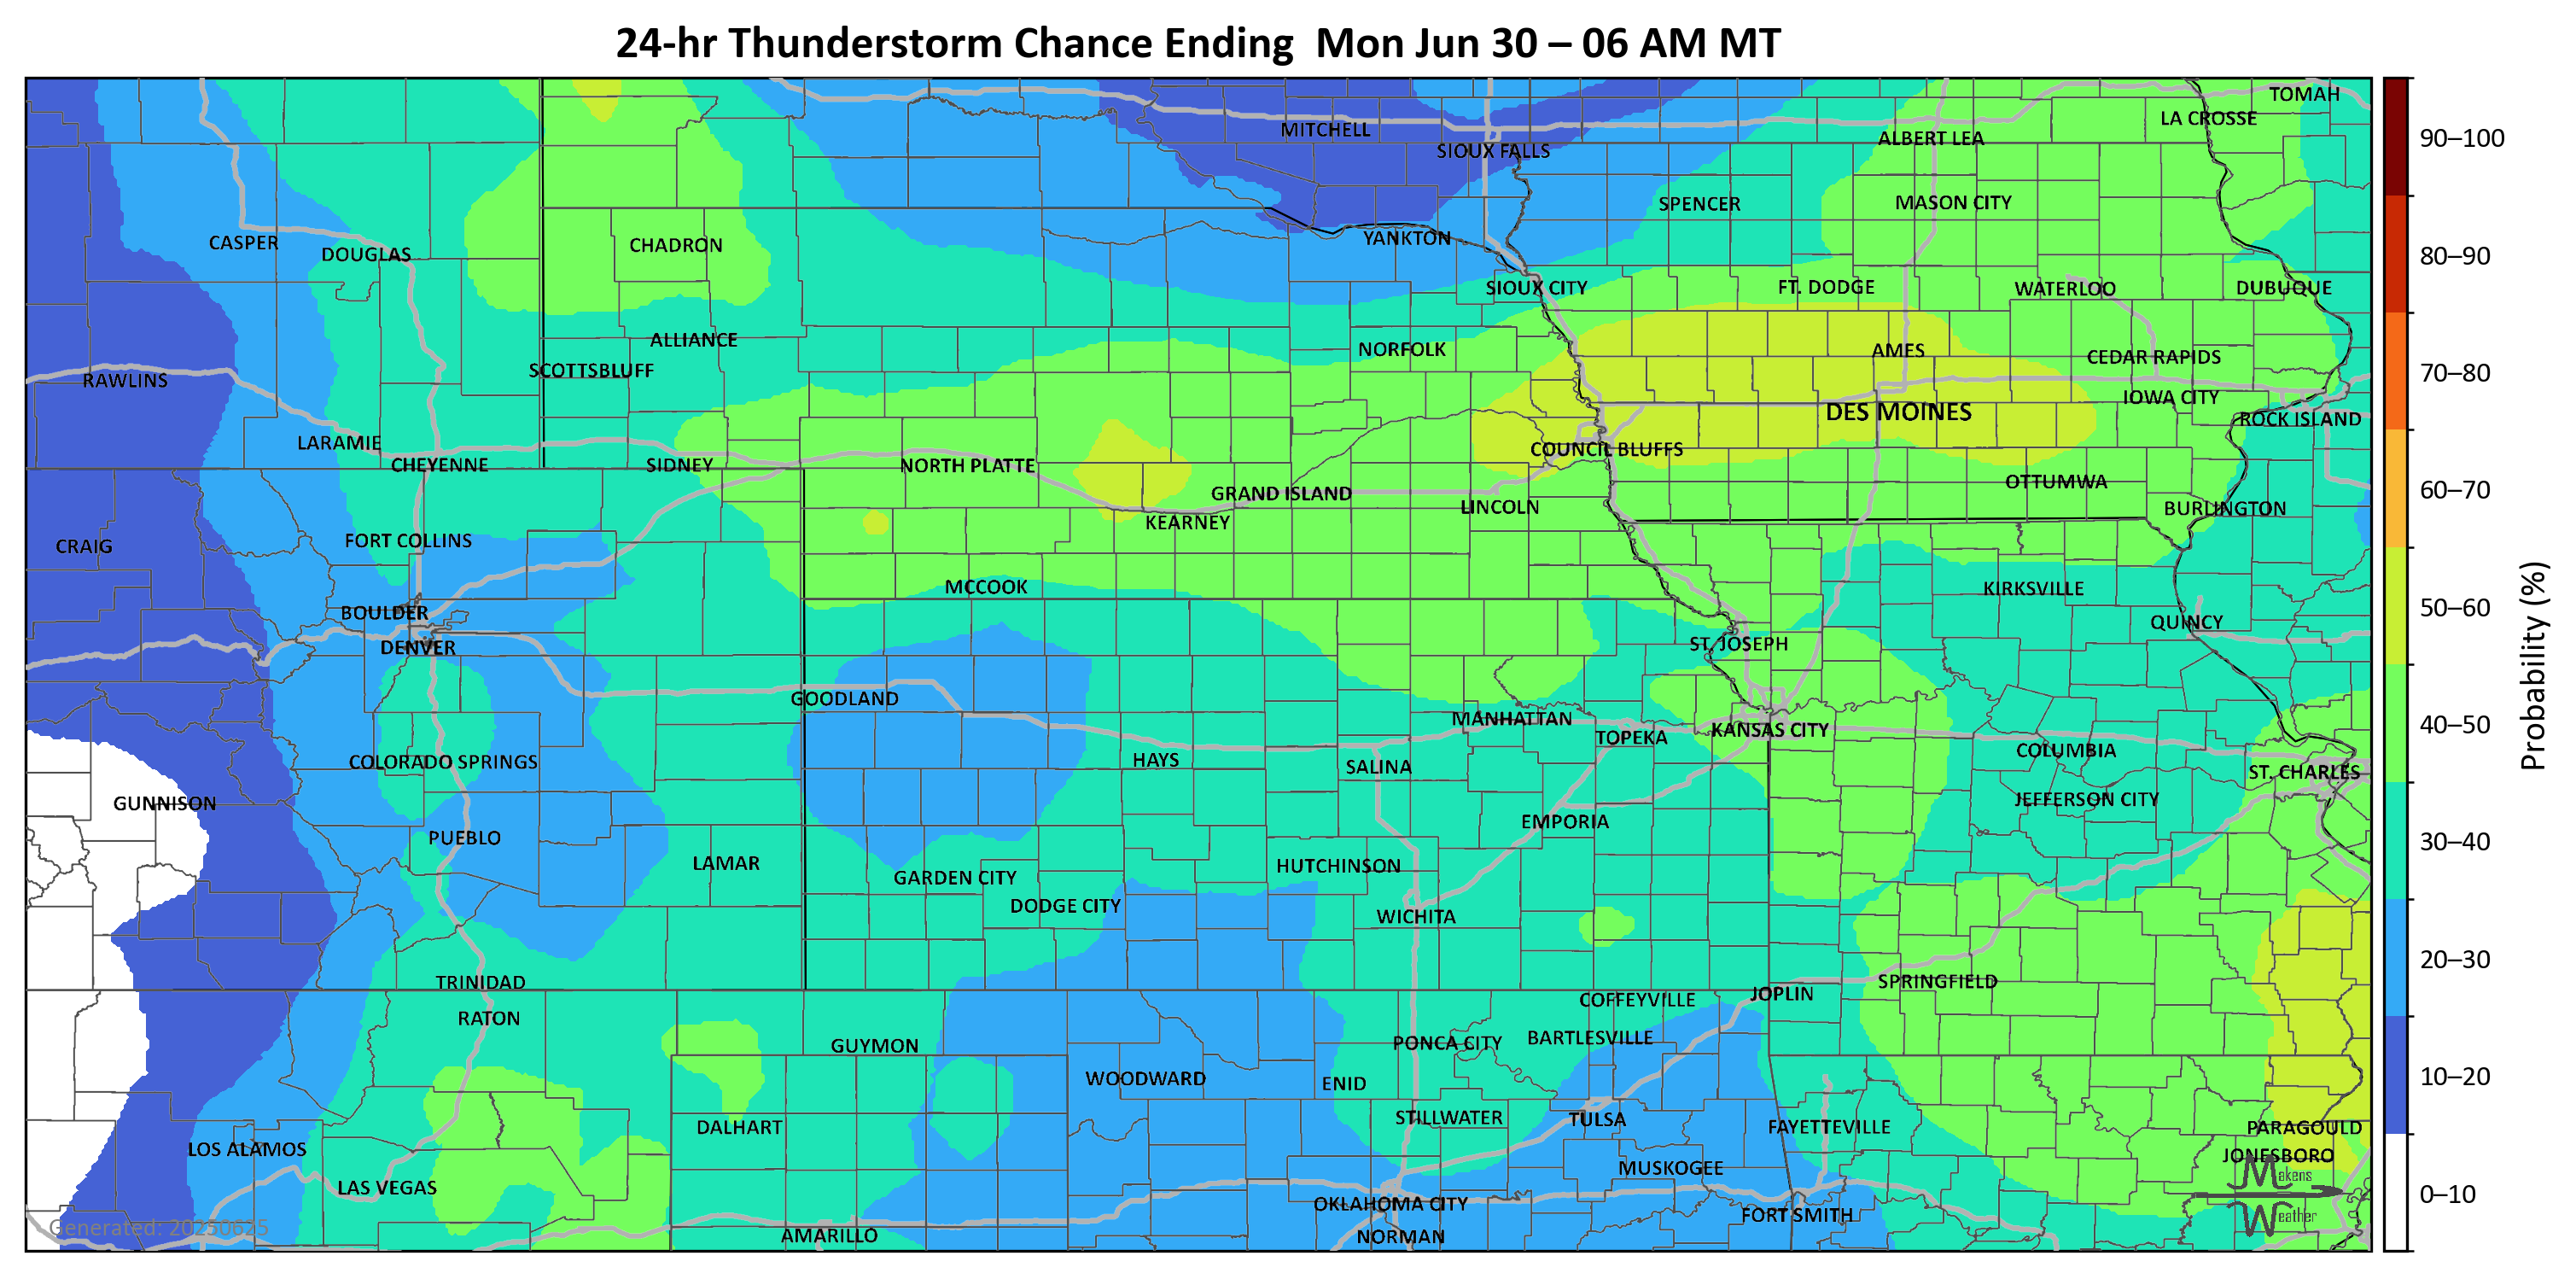 24-hr Thunderstorm Chance Ending  Mon Jun 30 – 06 AM MT
TOMAH
LA CROSSE
MITCHELL
ALBERT LEA
SIOUX FALLS
SPENCER
MASON CITY
CASPER
DOUGLAS
CHADRON
YANKTON
SIOUX CITY
FT. DODGE
WATERLOO
DUBUQUE
ALLIANCE
NORFOLK
AMES
CEDAR RAPIDS
SCOTTSBLUFF
RAWLINS
IOWA CITY
DES MOINES
ROCK ISLAND
LARAMIE
COUNCIL BLUFFS
CHEYENNE
SIDNEY
NORTH PLATTE
OTTUMWA
GRAND ISLAND
LINCOLN
BURLINGTON
KEARNEY
CRAIG
FORT COLLINS
MCCOOK
KIRKSVILLE
BOULDER
QUINCY
DENVER
ST. JOSEPH
GOODLAND
MANHATTAN
TOPEKA
KANSAS CITY
COLUMBIA
COLORADO SPRINGS
HAYS
SALINA
ST. CHARLES
GUNNISON
JEFFERSON CITY
PUEBLO
EMPORIA
LAMAR
HUTCHINSON
GARDEN CITY
DODGE CITY
WICHITA
TRINIDAD
SPRINGFIELD
JOPLIN
COFFEYVILLE
RATON
BARTLESVILLE
GUYMON
PONCA CITY
WOODWARD
ENID
STILLWATER
TULSA
DALHART
FAYETTEVILLE
PARAGOULD
LOS ALAMOS
JONESBORO
MUSKOGEE
LAS VEGAS
OKLAHOMA CITY
FORT SMITH
AMARILLO
NORMAN
Generated: 20250625
Makens
Weather
90–100
80–90
70–80
60–70
50–60
40–50
30–40
20–30
10–20
0–10
Probability (%)